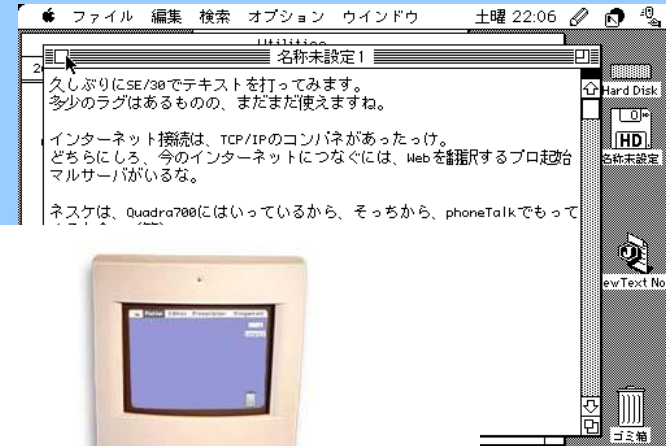 ファイル 編集 検索 オプション ウインドウ 土曜 22:06
Utilities
名称未設定1
久しぶりにSE/30でテキストを打ってみます。
多少のラグはあるものの、まだまだ使えますね。
インターネット接続は、TCP/IPのコンパネがあったっけ。
どちらにしろ、今のインターネットにつなぐには、Webを翻訳するプロ起始
マルサーバがいるな。
ネスケは、Quadra700にはいっているから、そっちから、phoneTalkでもって
Hard Disk
HD
名称未設定
ewText No
ゴミ箱